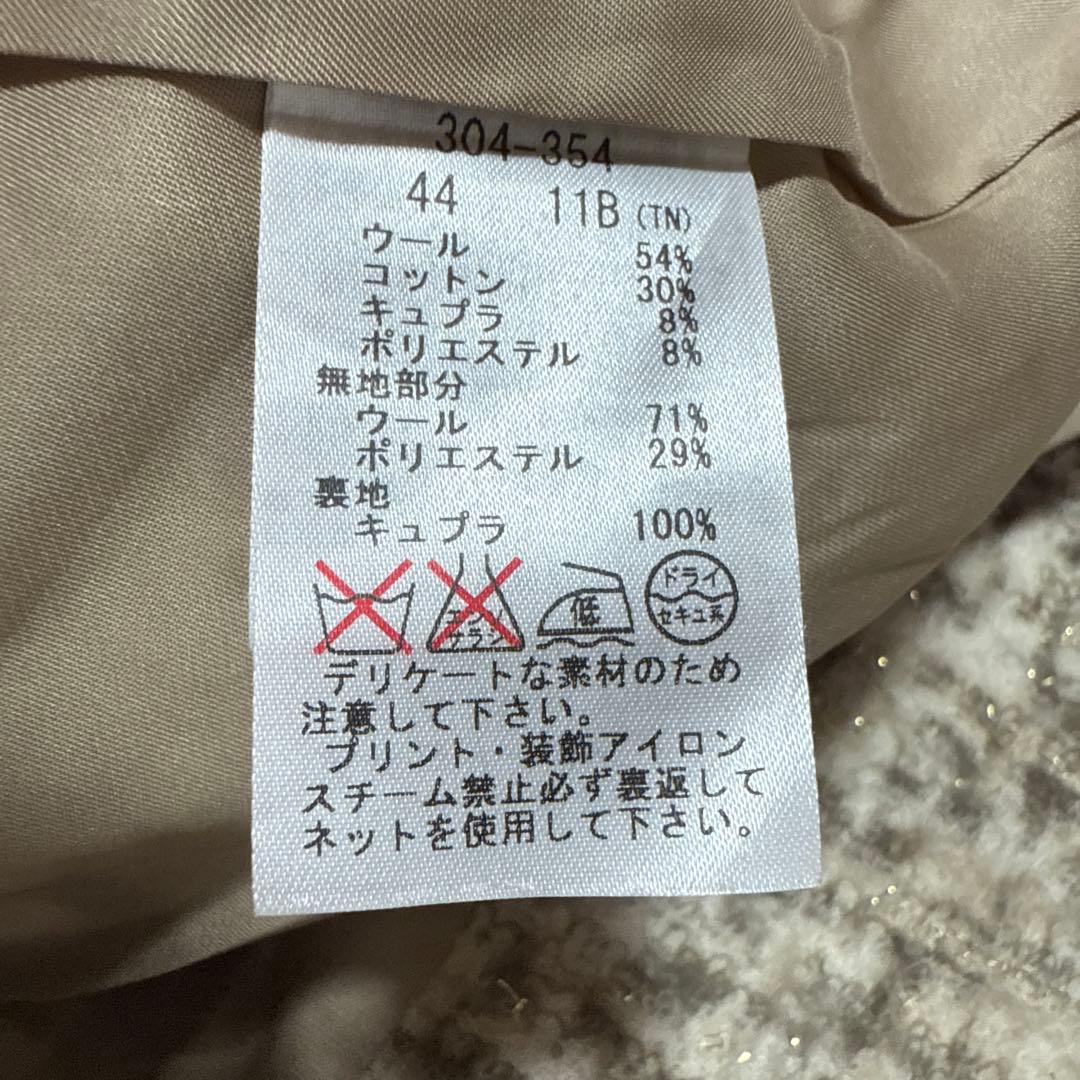 304-354
44 11B (TN)
ウール 54%
コットン 30%
キュプラ 8%
ポリエステル 8%
無地部分
ウール 71%
ポリエステル 29%
裏地
キュプラ 100%
エンソ サラシ 低 ドライ セキユ系
デリケートな素材のため
注意して下さい。
プリント・装飾アイロン
スチーム禁止必ず裏返して
ネットを使用して下さい。